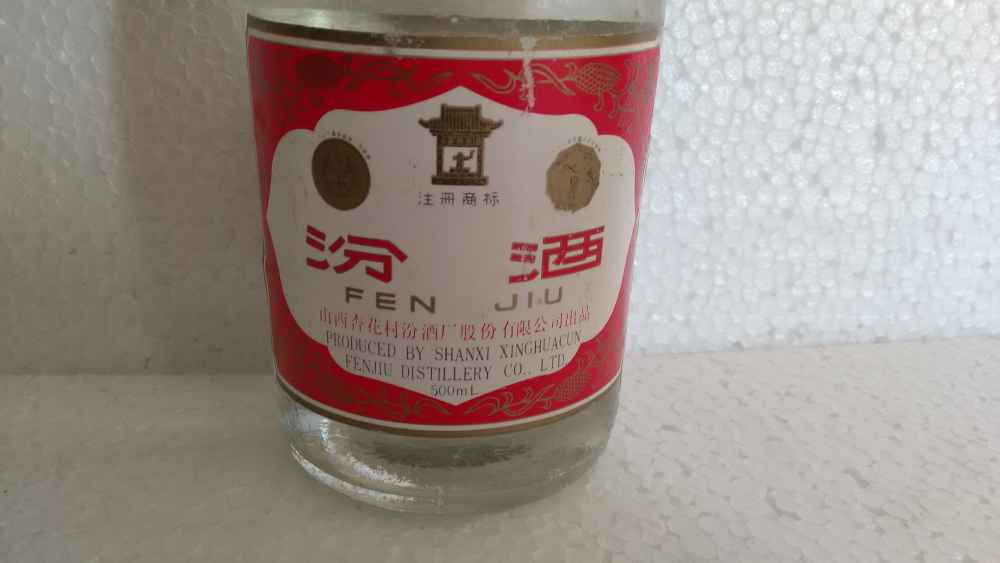 注册商标
汾酒
FEN JIU
山西杏花村汾酒厂股份有限公司出品
PRODUCED BY SHANXI XINGHUACUN
FENJIU DISTILLERY CO., LTD
500mL